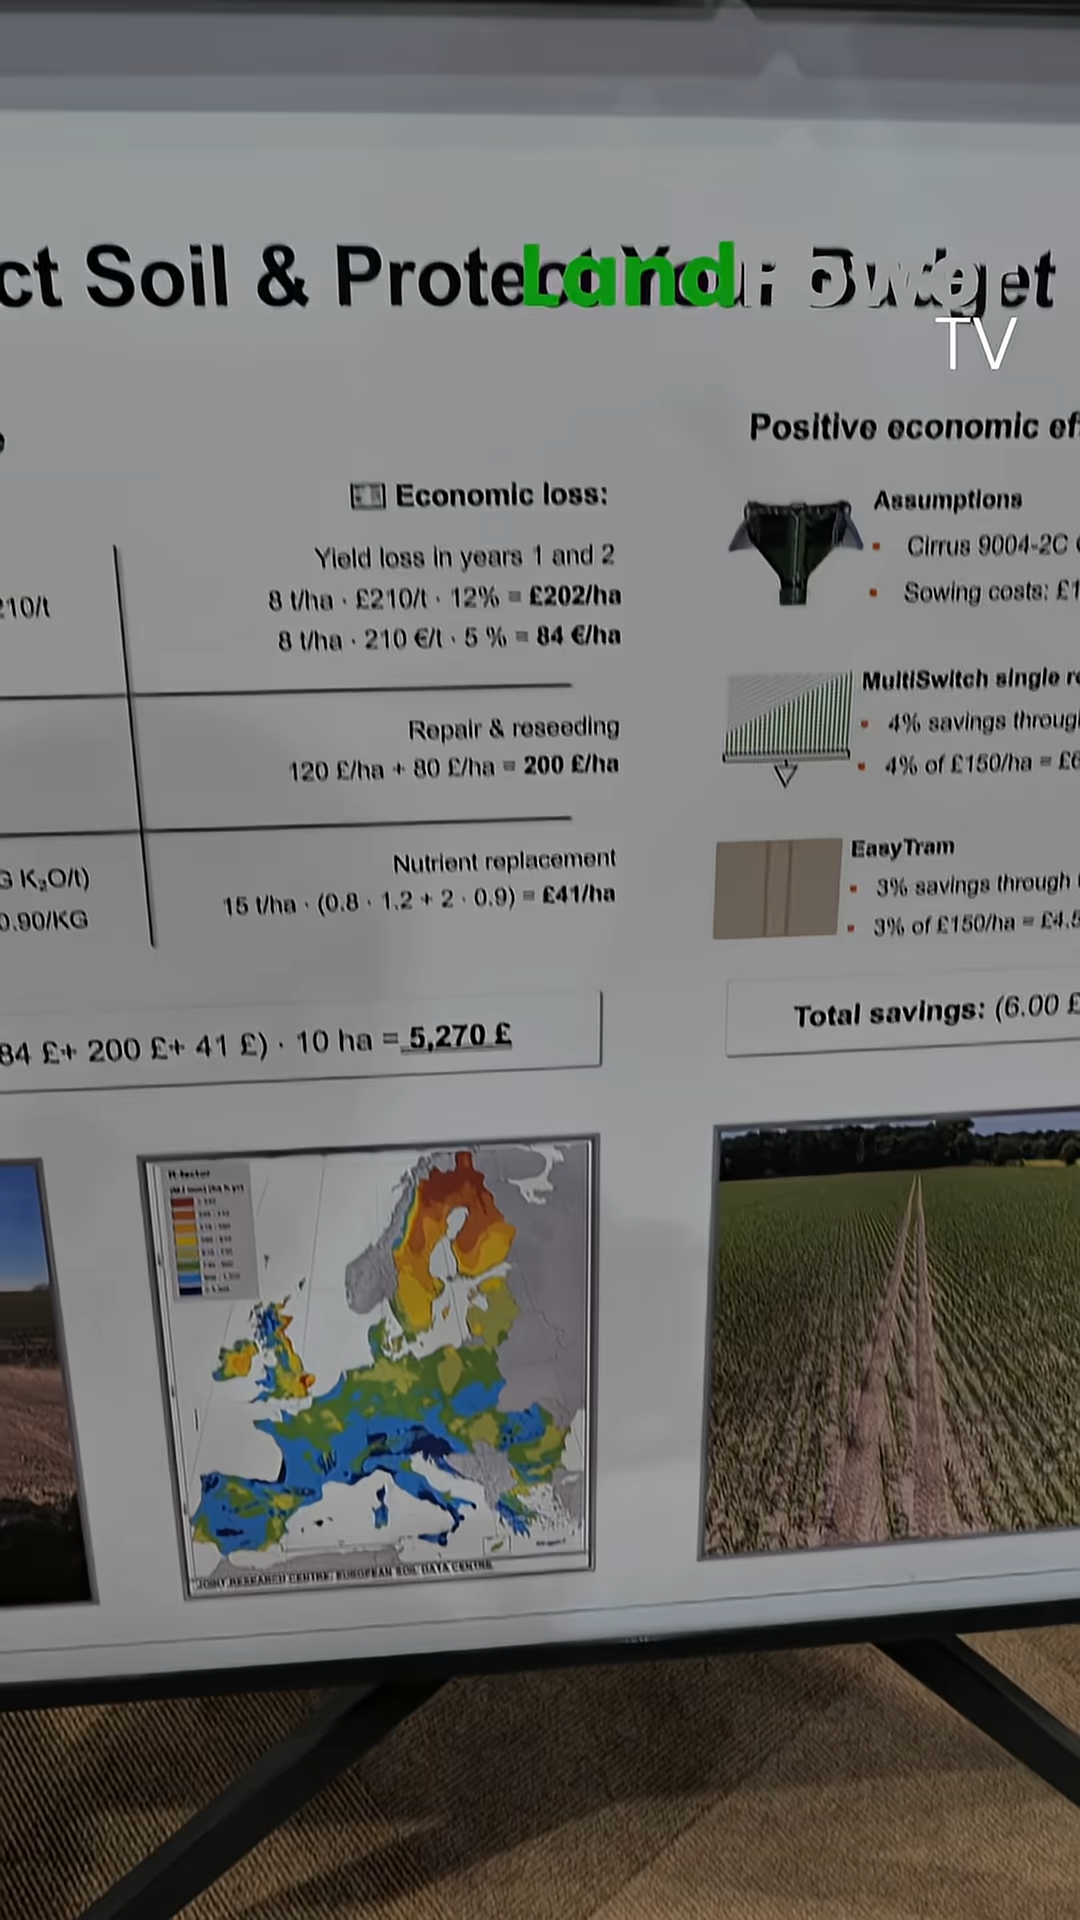 ct Soil & Protect Your Budget
Land
TV
Positive economic ef
Economic loss:
Assumptions
Yield loss in years 1 and 2
Cirrus 9004-2C
210/t
8 t/ha · £210/t · 12% = £202/ha
Sowing costs: £1
8 t/ha · 210 €/t · 5 % = 84 €/ha
MultiSwitch single r
Repair & reseeding
4% savings throug
120 £/ha + 80 £/ha = 200 £/ha
4% of £150/ha = £6
EasyTram
Nutrient replacement
G K₂O/t)
3% savings through
15 t/ha · (0.8 · 1.2 + 2 · 0.9) = £41/ha
0.90/KG
3% of £150/ha = £4.5
Total savings: (6.00 £
84 £+ 200 £+ 41 £) · 10 ha = 5,270 £
R-factor
JOINT RESEARCH CENTRE, EUROPEAN SOIL DATA CENTRE